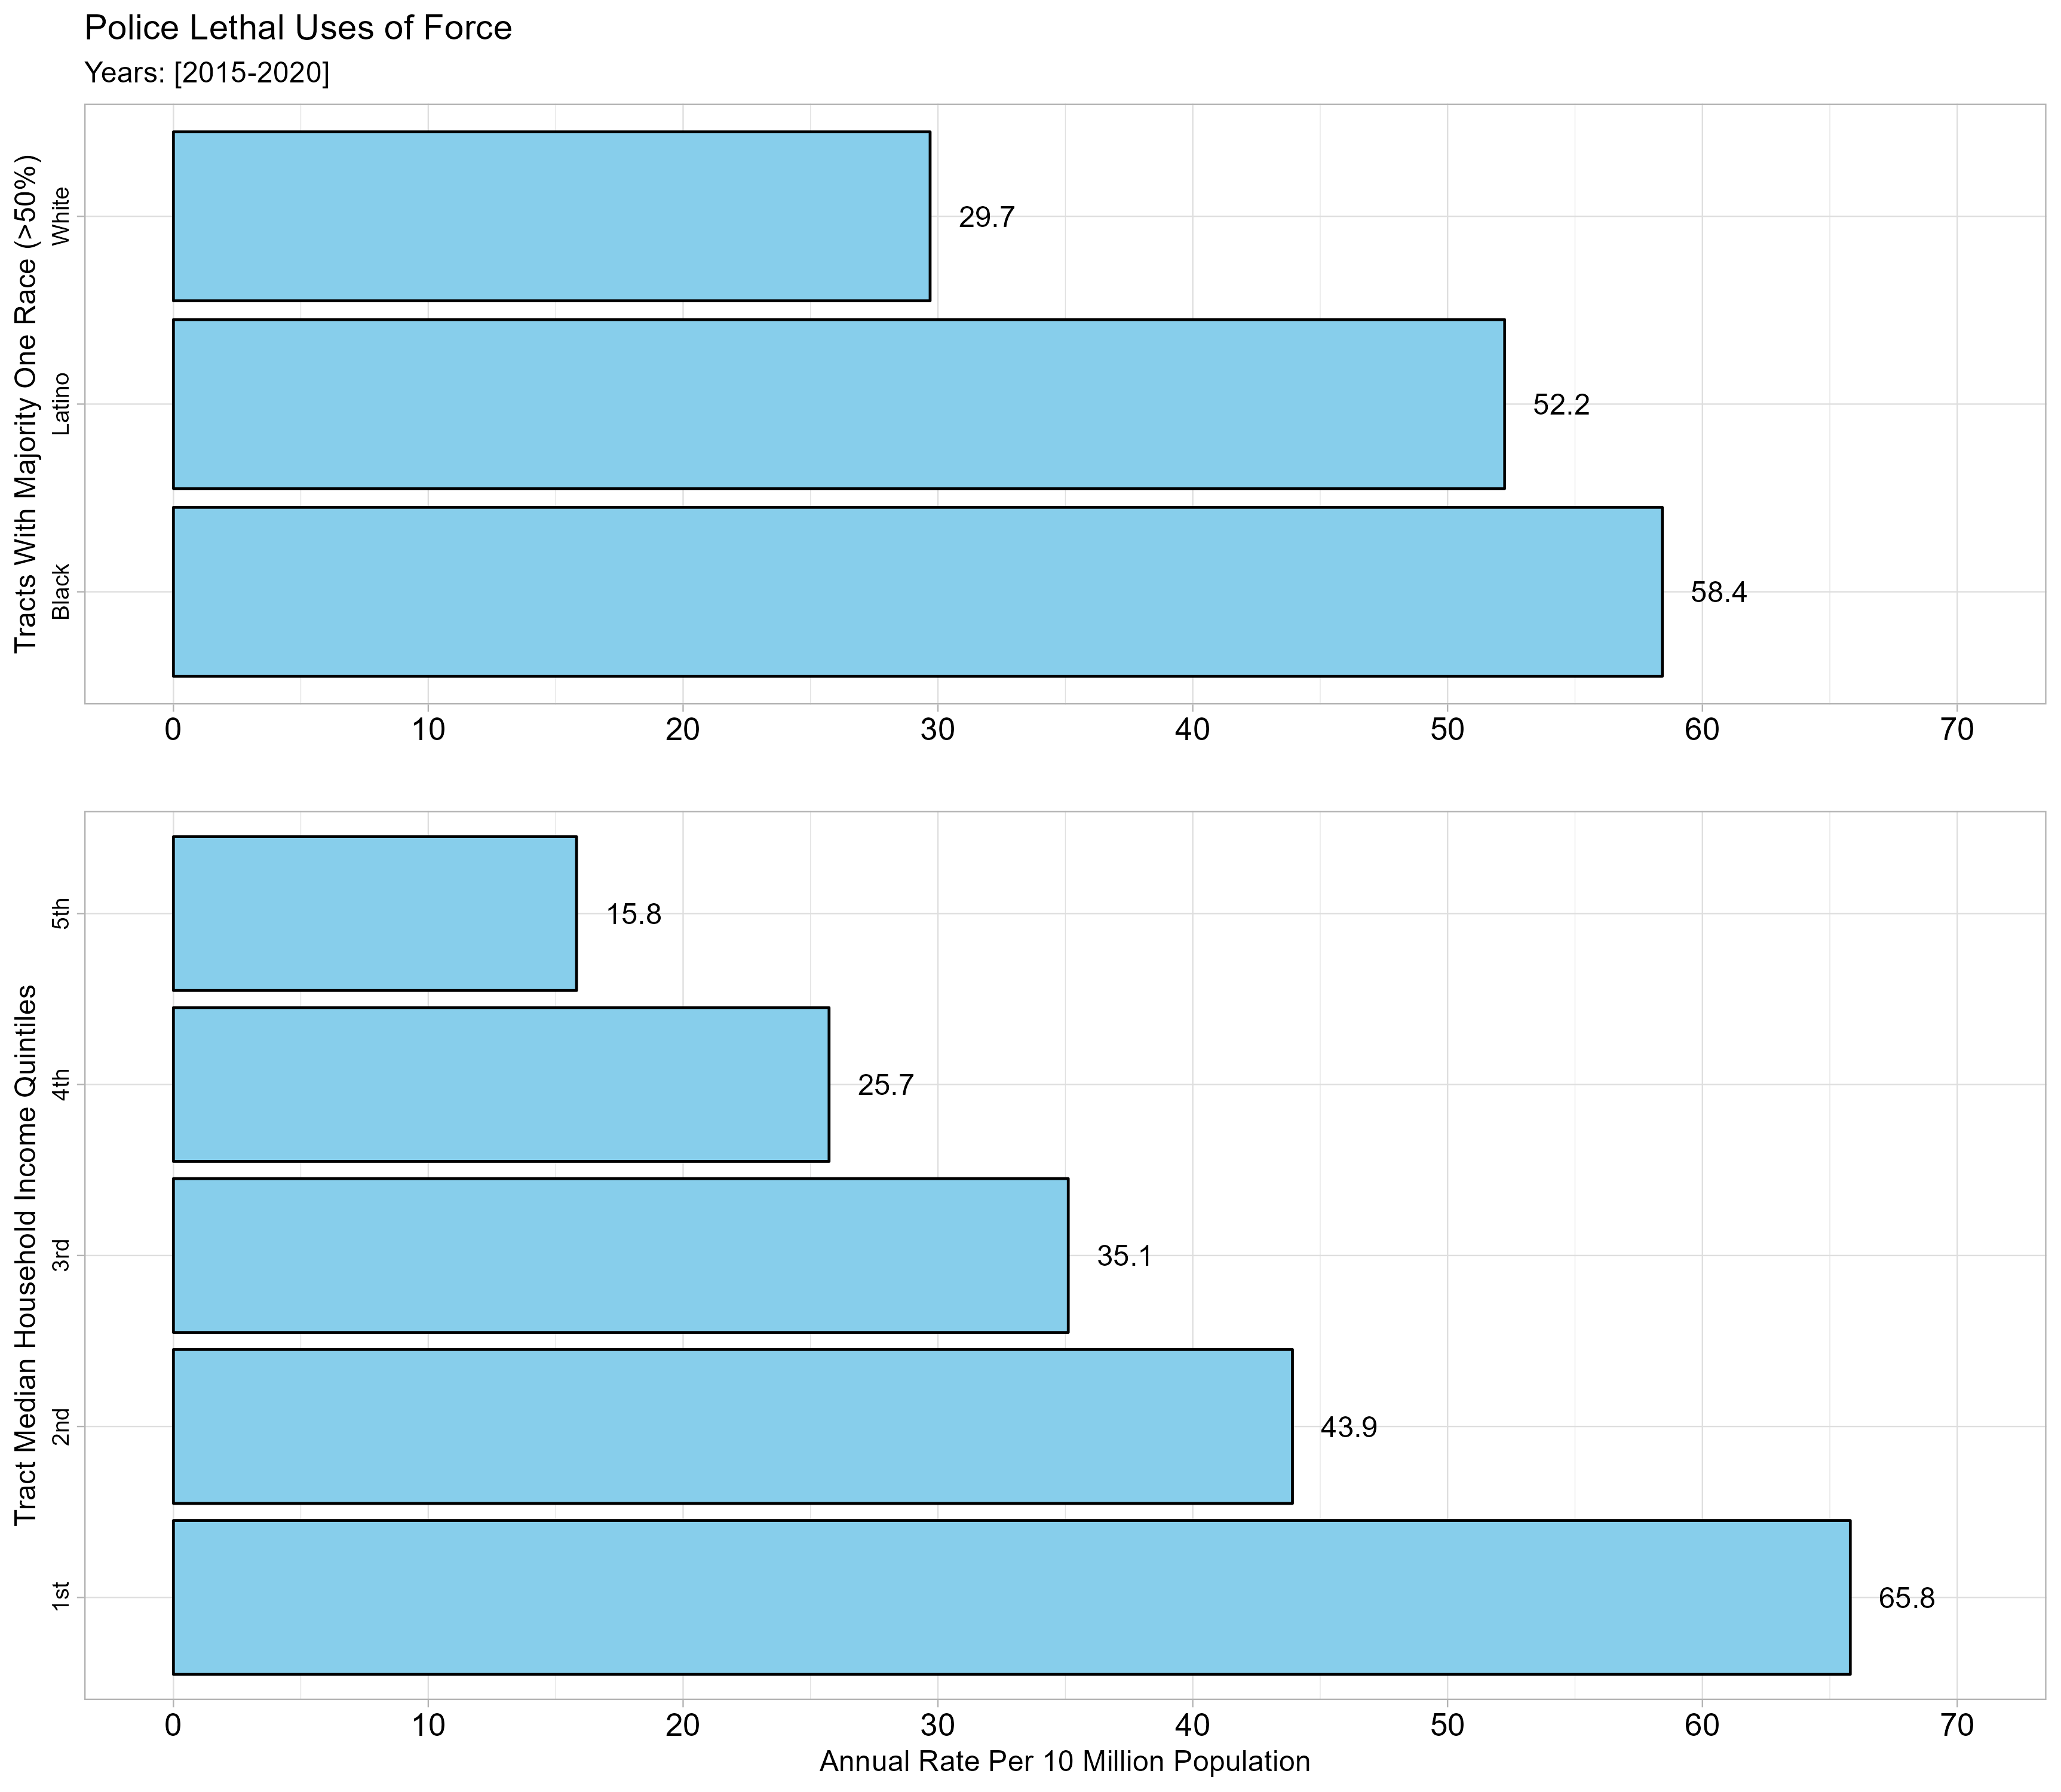 Police Lethal Uses of Force
Years: [2015-2020]
Tracts With Majority One Race (>50%)
White
29.7
Latino
52.2
Black
58.4
0 10 20 30 40 50 60 70
Tract Median Household Income Quintiles
5th
15.8
4th
25.7
3rd
35.1
2nd
43.9
1st
65.8
0 10 20 30 40 50 60 70
Annual Rate Per 10 Million Population